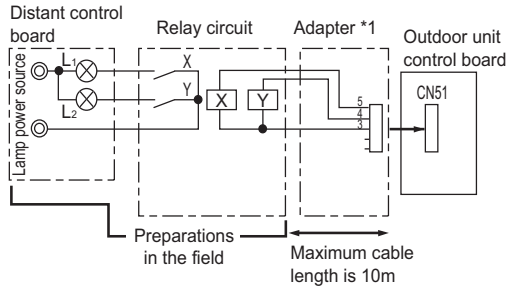 Distant control
board
Relay circuit
Adapter *1
Outdoor unit
control board
Lamp power source
L1
L2
X
Y
X
Y
5
4
3
CN51
Preparations
in the field
Maximum cable
length is 10m